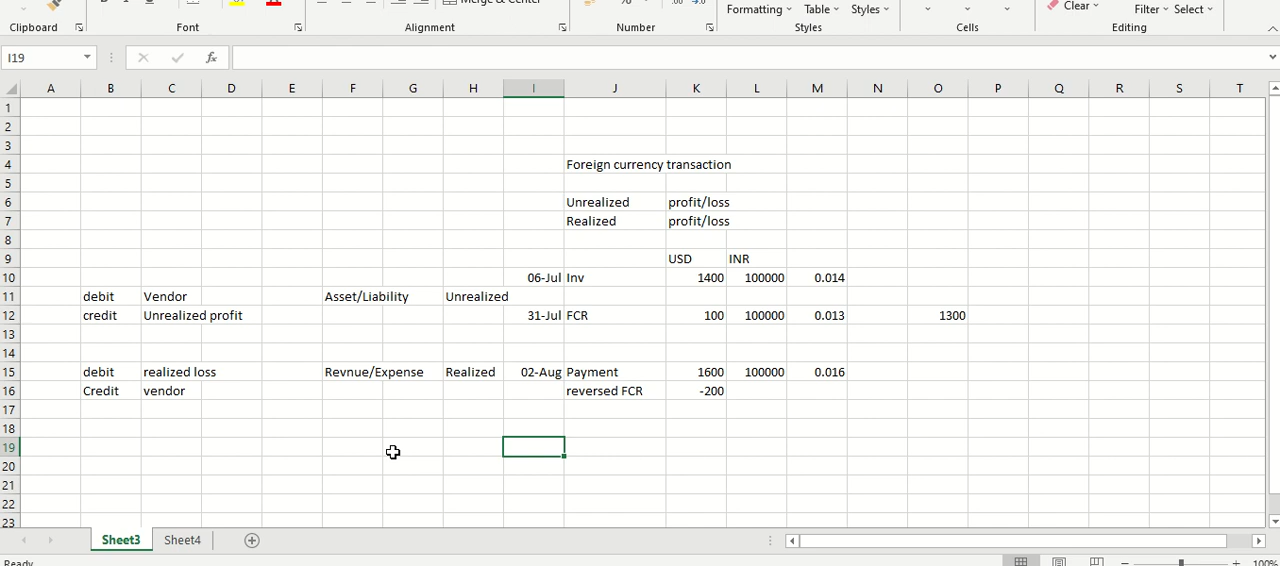 Merge & Center
Formatting Table Styles Clear Filter Select
Clipboard Font Alignment Number Styles Cells Editing
I19 fx
A B C D E F G H I J K L M N O P Q R S T
1
2
3
4 Foreign currency transaction
5
6 Unrealized profit/loss
7 Realized profit/loss
8
9 USD INR
10 06-Jul Inv 1400 100000 0.014
11 debit Vendor Asset/Liability Unrealized
12 credit Unrealized profit 31-Jul FCR 100 100000 0.013 1300
13
14
15 debit realized loss Revnue/Expense Realized 02-Aug Payment 1600 100000 0.016
16 Credit vendor reversed FCR -200
17
18
19
20
21
22
23
Sheet3 Sheet4
Ready 100%